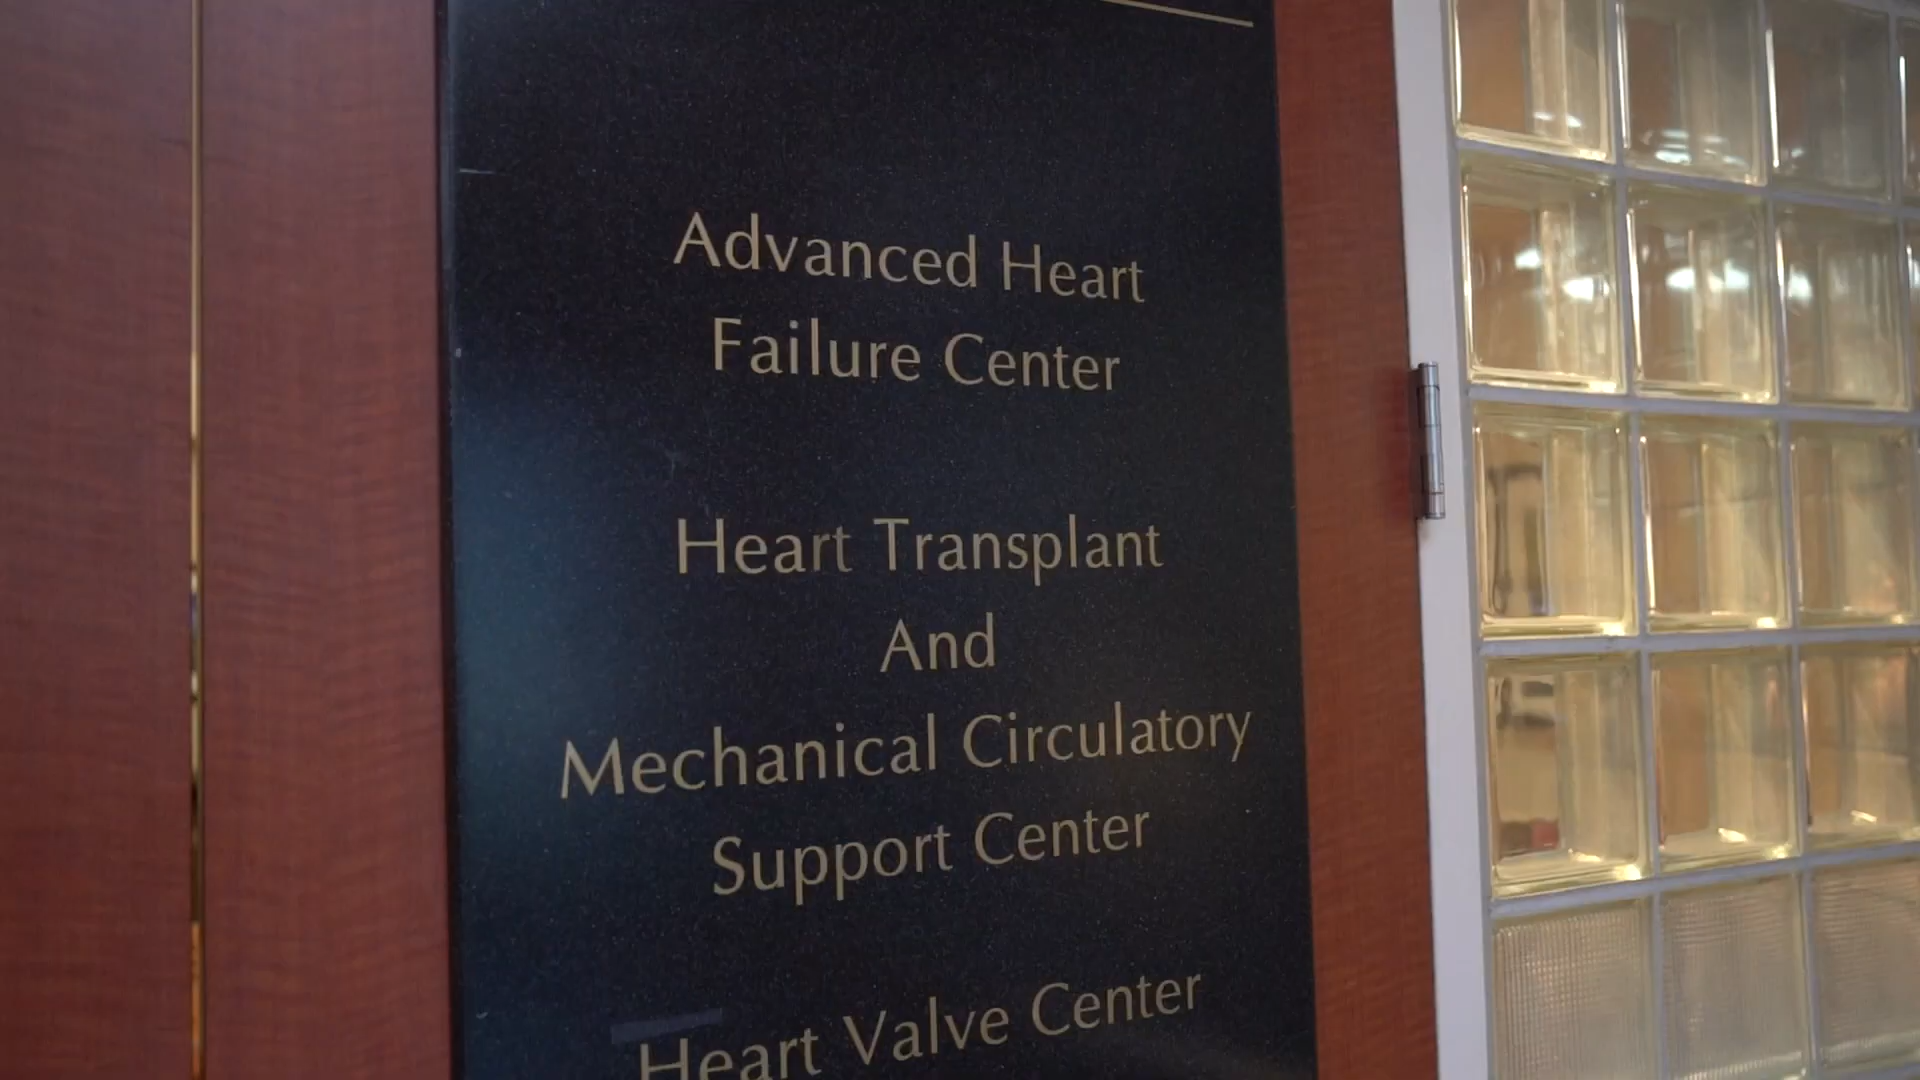 Advanced Heart
Failure Center
Heart Transplant
And
Mechanical Circulatory
Support Center
Heart Valve Center